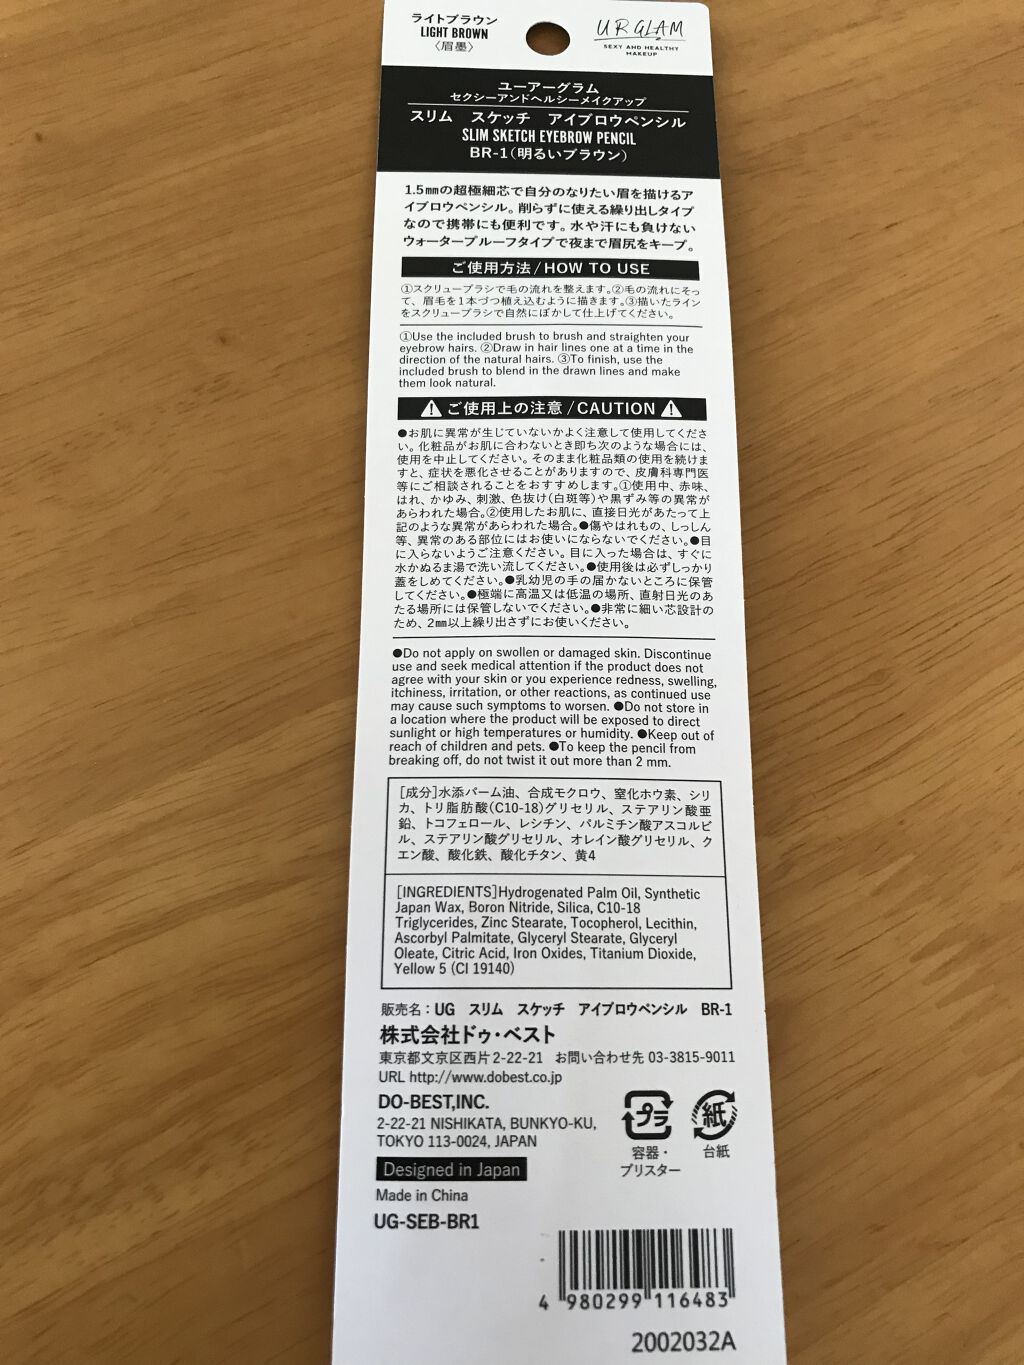 ライトブラウン
LIGHT BROWN
〈眉墨〉
UR GLAM
SEXY AND HEALTHY
MAKEUP
ユーアーグラム
セクシーアンドヘルシーメイクアップ
スリム スケッチ アイブロウペンシル
SLIM SKETCH EYEBROW PENCIL
BR-1(明るいブラウン)
1.5㎜の超極細芯で自分のなりたい眉を描けるア
イブロウペンシル。削らずに使える繰り出しタイプ
なので携帯にも便利です。水や汗にも負けない
ウォータープルーフタイプで夜まで眉尻をキープ。
ご使用方法/HOW TO USE
①スクリューブラシで毛の流れを整えます。②毛の流れにそっ
て、眉毛を1本づつ植え込むように描きます。③描いたライン
をスクリューブラシで自然にぼかして仕上げてください。
①Use the included brush to brush and straighten your
eyebrow hairs. ②Draw in hair lines one at a time in the
direction of the natural hairs. ③To finish, use the
included brush to blend in the drawn lines and make
them look natural.
ご使用上の注意/CAUTION
●お肌に異常が生じていないかよく注意して使用してくださ
い。化粧品がお肌に合わないとき即ち次のような場合には、
使用を中止してください。そのまま化粧品類の使用を続けま
すと、症状を悪化させることがありますので、皮膚科専門医
等にご相談されることをおすすめします。①使用中、赤味、
はれ、かゆみ、刺激、色抜け(白斑等)や黒ずみ等の異常が
あらわれた場合。②使用したお肌に、直接日光があたって上
記のような異常があらわれた場合。●傷やはれもの、しっしん
等、異常のある部位にはお使いにならないでください。●目
に入らないようご注意ください。目に入った場合は、すぐに
水かぬるま湯で洗い流してください。●使用後は必ずしっかり
蓋をしめてください。●乳幼児の手の届かないところに保管
してください。●極端に高温又は低温の場所、直射日光のあ
たる場所には保管しないでください。●非常に細い芯設計の
ため、2㎜以上繰り出さずにお使いください。
●Do not apply on swollen or damaged skin. Discontinue
use and seek medical attention if the product does not
agree with your skin or you experience redness, swelling,
itchiness, irritation, or other reactions, as continued use
may cause such symptoms to worsen. ●Do not store in
a location where the product will be exposed to direct
sunlight or high temperatures or humidity. ●Keep out of
reach of children and pets. ●To keep the pencil from
breaking off, do not twist it out more than 2 mm.
[成分]水添パーム油、合成モクロウ、窒化ホウ素、シリ
カ、トリ脂肪酸(C10-18)グリセリル、ステアリン酸亜
鉛、トコフェロール、レシチン、パルミチン酸アスコルビ
ル、ステアリン酸グリセリル、オレイン酸グリセリル、ク
エン酸、酸化鉄、酸化チタン、黄4
[INGREDIENTS]Hydrogenated Palm Oil, Synthetic
Japan Wax, Boron Nitride, Silica, C10-18
Triglycerides, Zinc Stearate, Tocopherol, Lecithin,
Ascorbyl Palmitate, Glyceryl Stearate, Glyceryl
Oleate, Citric Acid, Iron Oxides, Titanium Dioxide,
Yellow 5 (CI 19140)
販売名：UG スリム スケッチ アイブロウペンシル BR-1
株式会社ドゥ・ベスト
東京都文京区西片2-22-21 お問い合わせ先 03-3815-9011
URL http://www.dobest.co.jp
DO-BEST,INC.
2-22-21 NISHIKATA, BUNKYO-KU,
TOKYO 113-0024, JAPAN
Designed in Japan
Made in China
UG-SEB-BR1
プラ
容器・
ブリスター
紙
台紙
4 980299 116483
2002032A